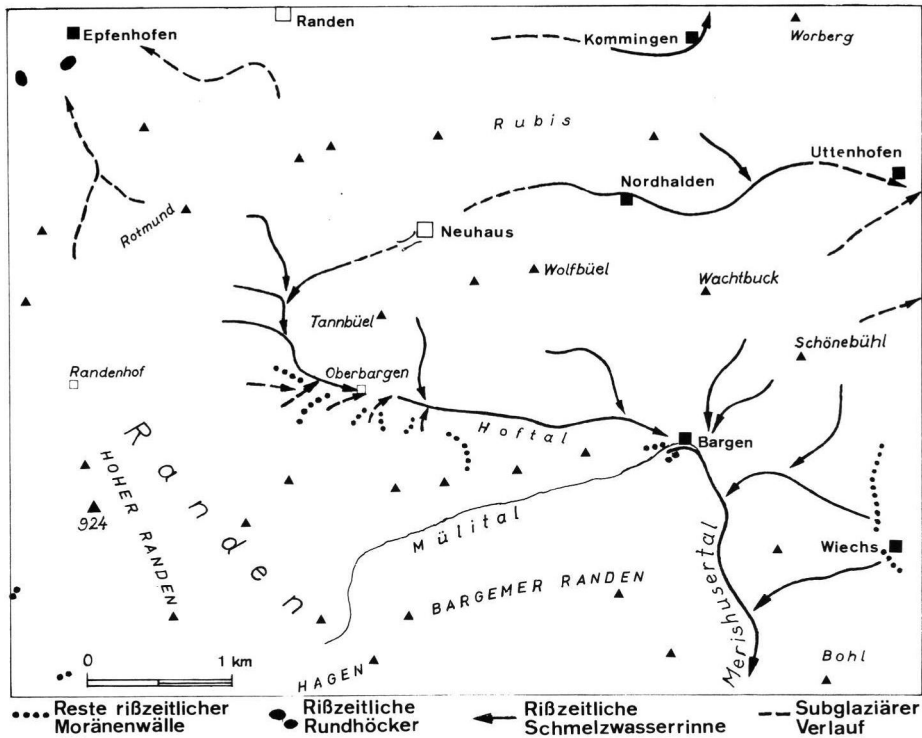 Randen
Epfenhofen
Kommingen
Worberg
Rubis
Uttenhofen
Nordhalden
Rotmund
Neuhaus
Wolfbüel
Wachtbuck
Tannbüel
Schönebühl
Randenhof
Oberbargen
Hoftal
Bargen
Randen
HOHER RANDEN
924
Mülital
Wiechs
BARGEMER RANDEN
Merishusertal
HAGEN
Bohl
0 1 km
Reste rißzeitlicher
Moränenwälle
Rißzeitliche
Rundhöcker
Rißzeitliche
Schmelzwasserrinne
Subglaziärer
Verlauf